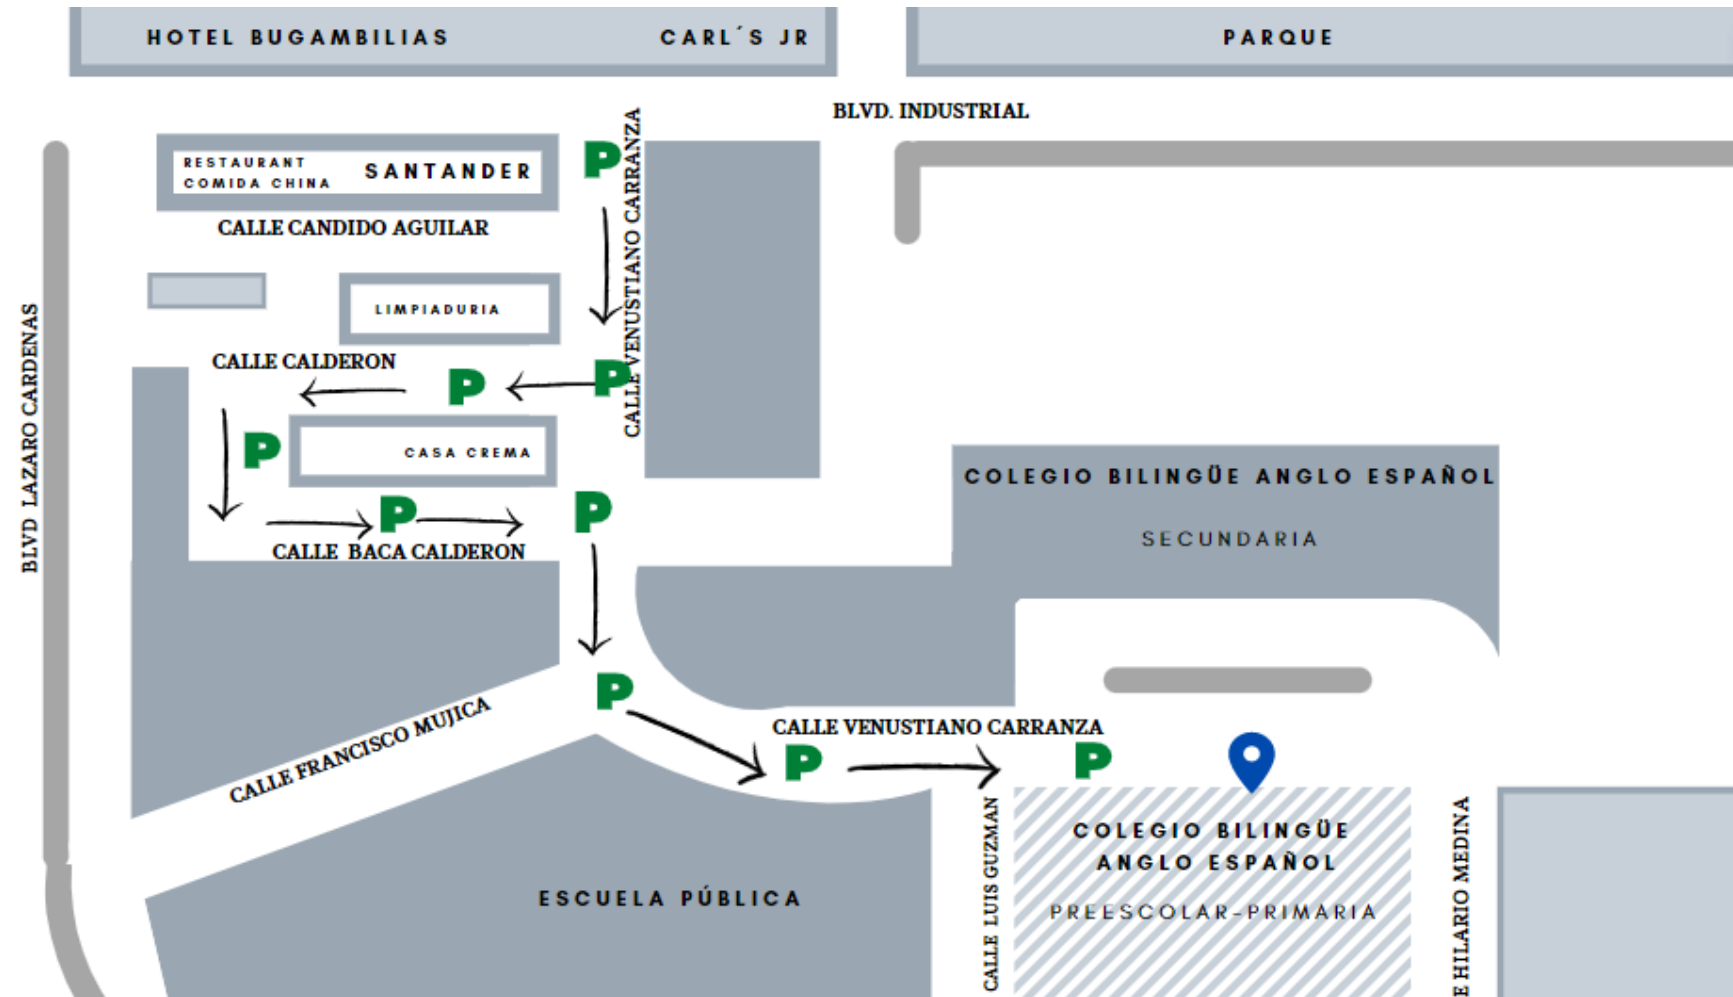 HOTEL BUGAMBILIAS
CARL´S JR
PARQUE
BLVD. INDUSTRIAL
RESTAURANT
COMIDA CHINA
SANTANDER
P
CALLE VENUSTIANO CARRANZA
CALLE CANDIDO AGUILAR
LIMPIADURIA
BLVD LAZARO CARDENAS
CALLE CALDERON
P
P
P
CASA CREMA
COLEGIO BILINGÜE ANGLO ESPAÑOL
SECUNDARIA
P
P
CALLE BACA CALDERON
P
CALLE FRANCISCO MUJICA
CALLE VENUSTIANO CARRANZA
P
P
CALLE LUIS GUZMAN
COLEGIO BILINGÜE
ANGLO ESPAÑOL
PREESCOLAR-PRIMARIA
E HILARIO MEDINA
ESCUELA PÚBLICA